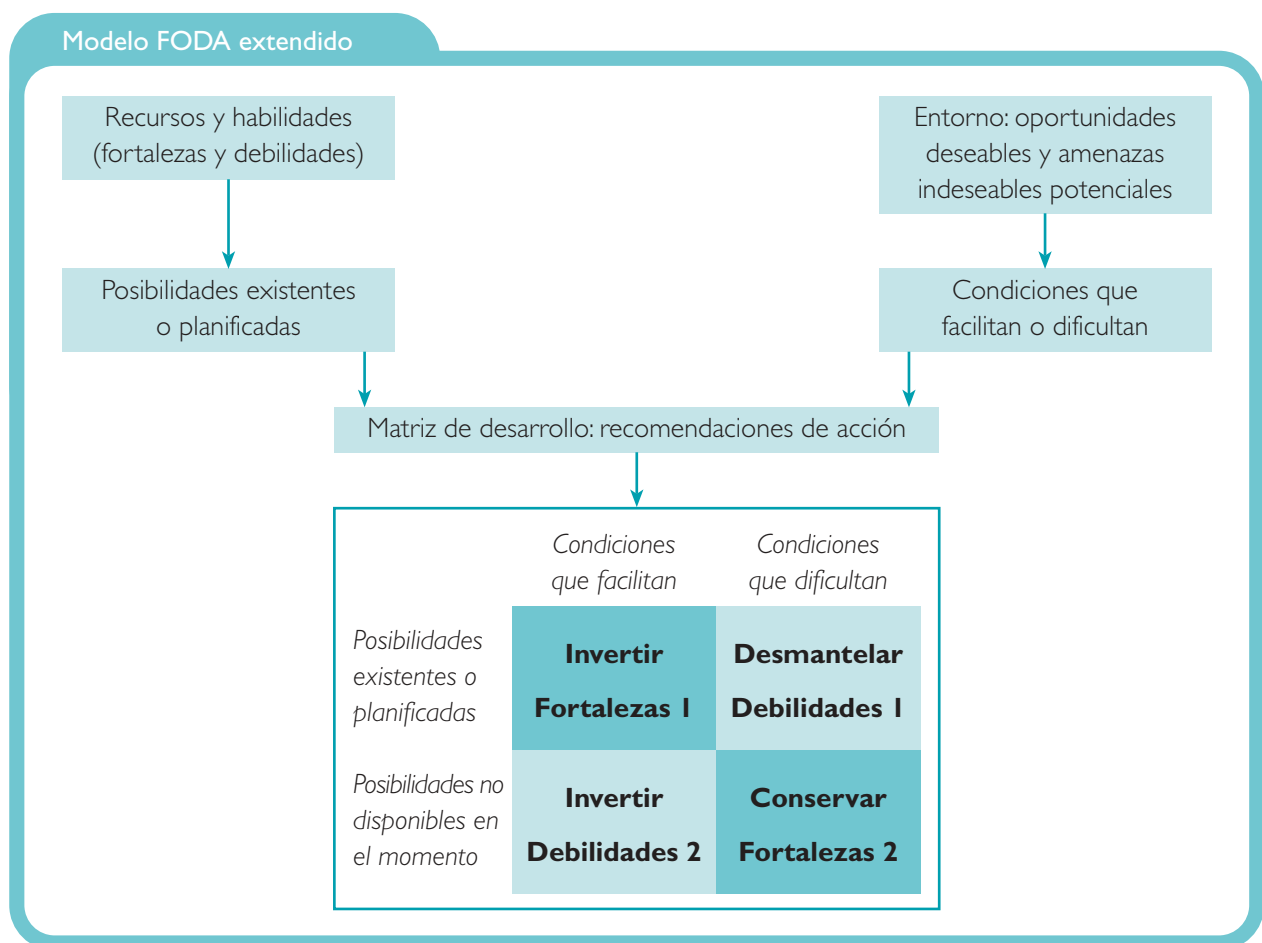 Modelo FODA extendido
Recursos y habilidades
(fortalezas y debilidades)
Entorno: oportunidades
deseables y amenazas
indeseables potenciales
Posibilidades existentes
o planificadas
Condiciones que
facilitan o dificultan
Matriz de desarrollo: recomendaciones de acción
Condiciones
que facilitan
Condiciones
que dificultan
Posibilidades
existentes o
planificadas
Invertir
Fortalezas 1
Desmantelar
Debilidades 1
Posibilidades no
disponibles en
el momento
Invertir
Debilidades 2
Conservar
Fortalezas 2